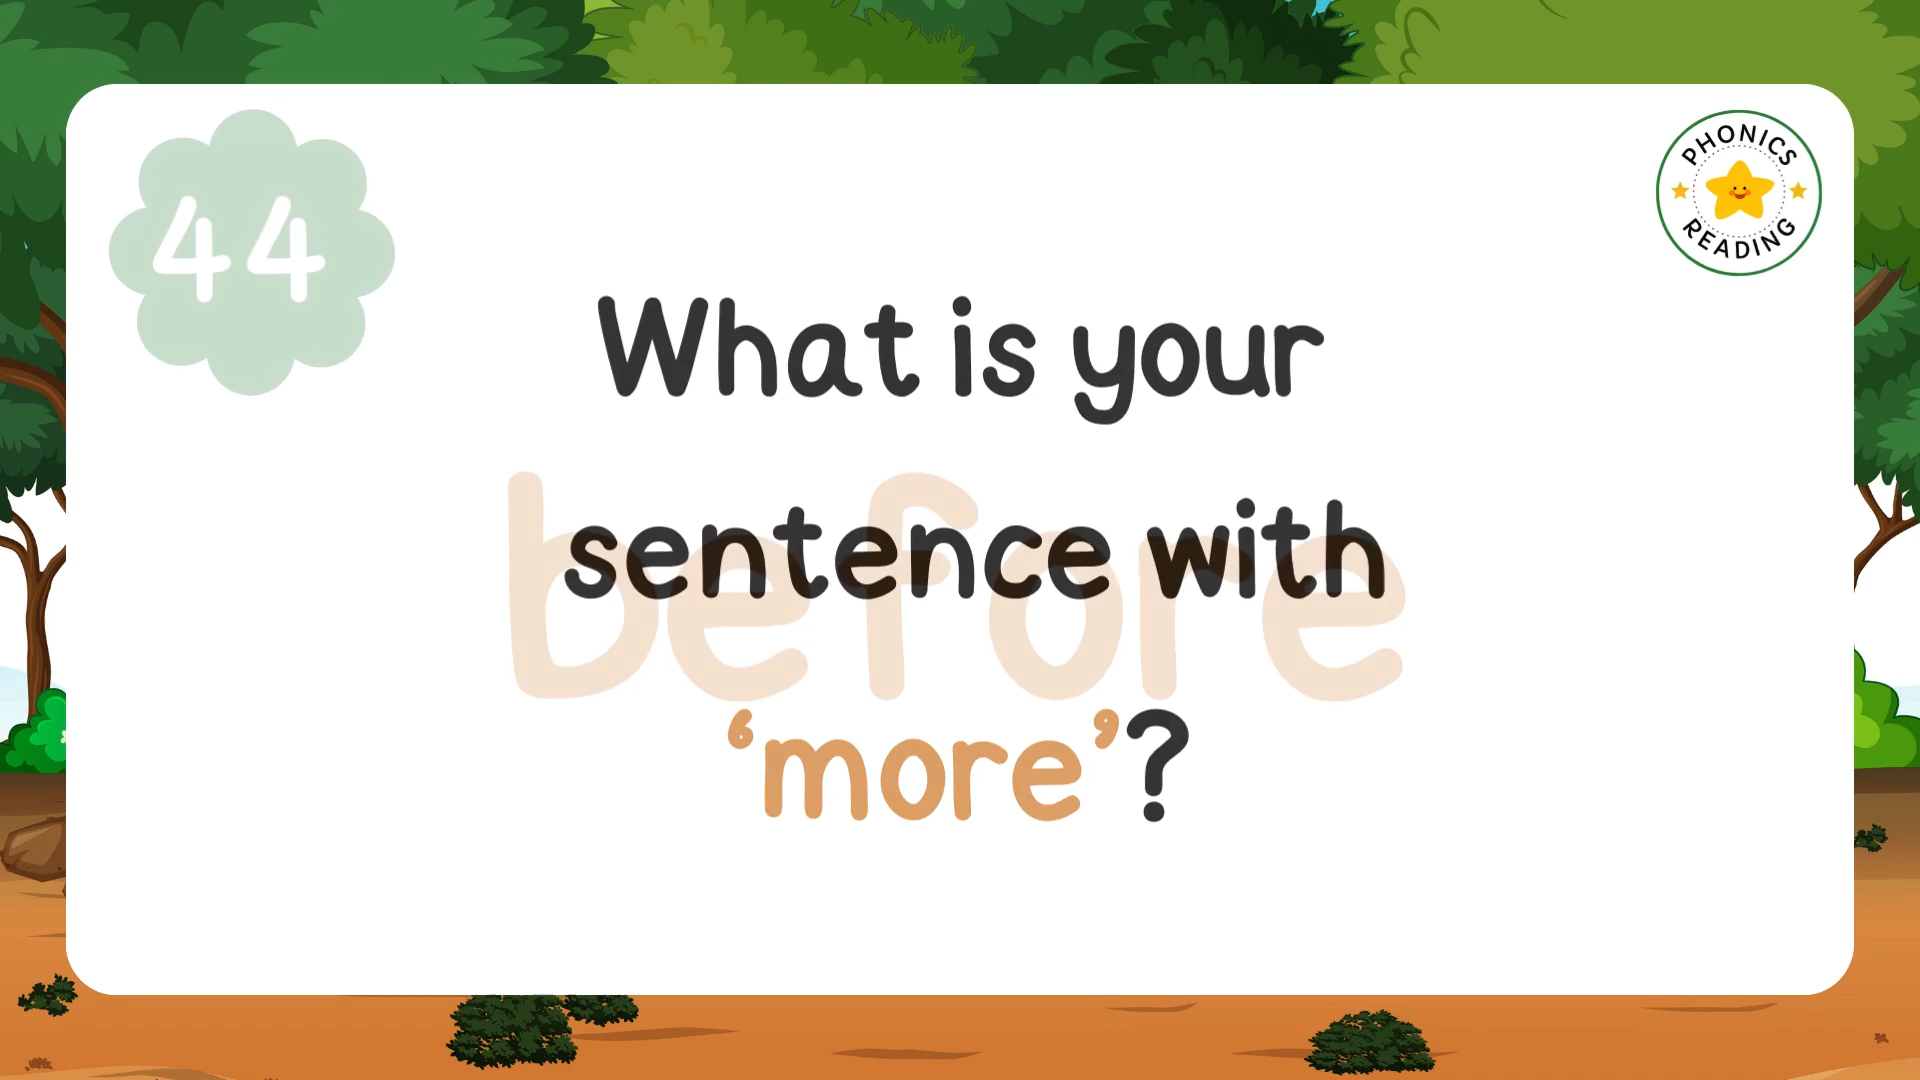 44
PHONICS
READING
What is your
sentence with
before
‘more’?